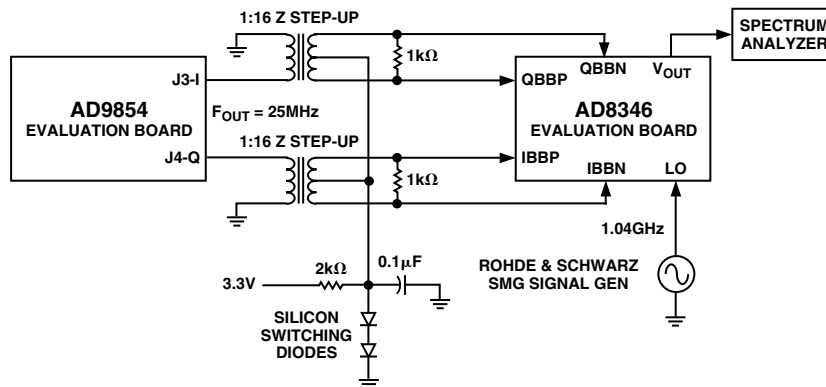 1:16 Z STEP-UP
SPECTRUM
ANALYZER
J3-I
1kΩ
QBBN
V_OUT
QBBP
AD9854
EVALUATION BOARD
F_OUT = 25MHz
AD8346
EVALUATION BOARD
1:16 Z STEP-UP
J4-Q
IBBP
1kΩ
IBBN
LO
1.04GHz
2kΩ
0.1µF
3.3V
ROHDE & SCHWARZ
SMG SIGNAL GEN
SILICON
SWITCHING
DIODES